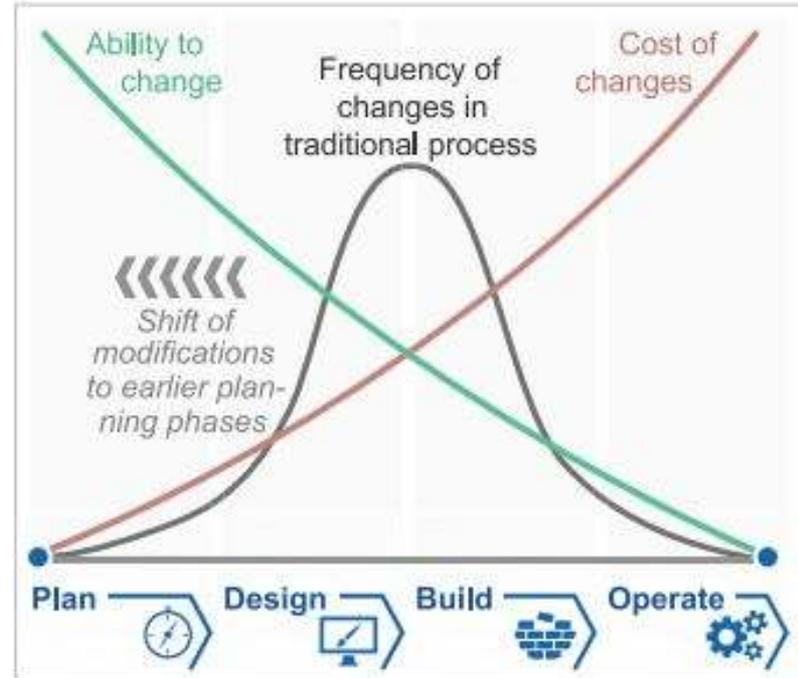 Ability to
change
Cost of
changes
Frequency of
changes in
traditional process
Shift of
modifications
to earlier plan-
ning phases
Plan
Design
Build
Operate